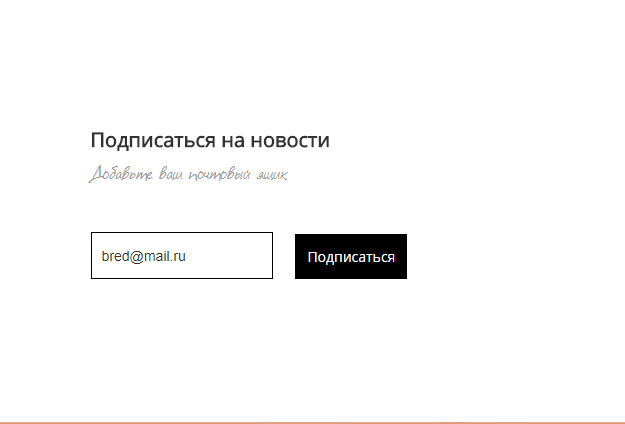 Подписаться на новости
Добавьте ваш почтовый ящик
bred@mail.ru
Подписаться